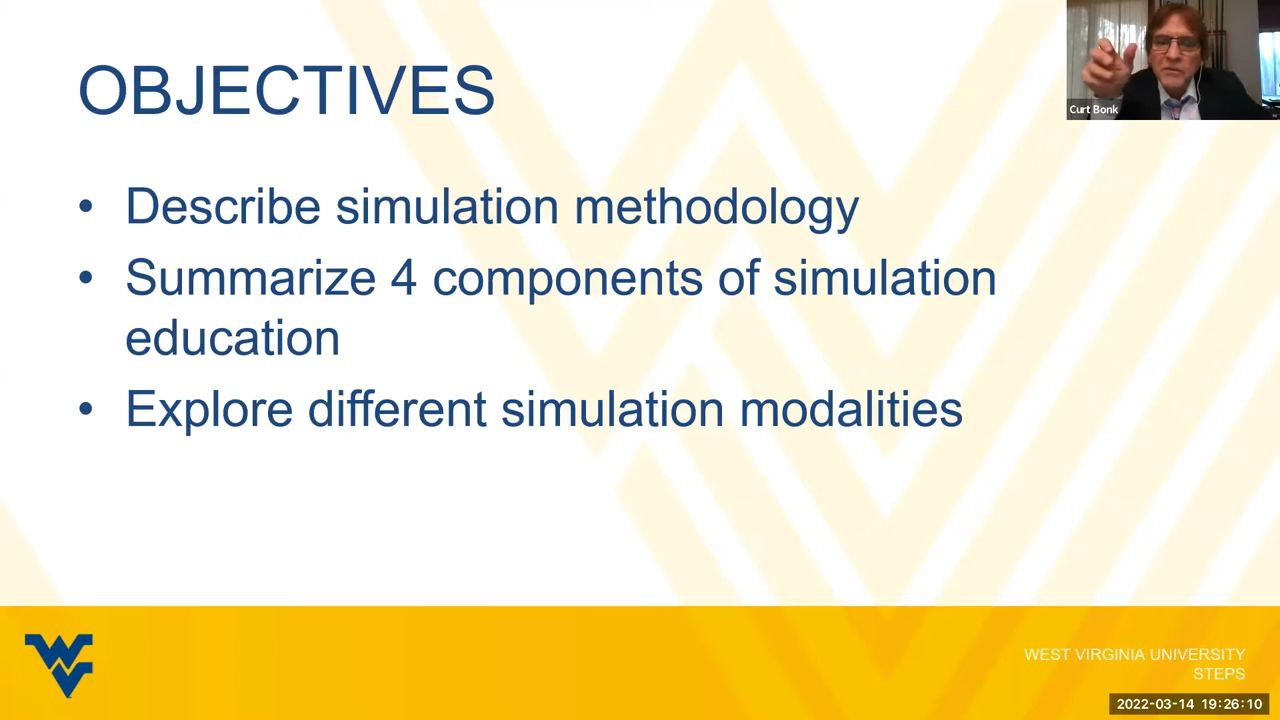 OBJECTIVES
Curt Bonk
• Describe simulation methodology
• Summarize 4 components of simulation
education
• Explore different simulation modalities
WV
WEST VIRGINIA UNIVERSITY
STEPS
2022-03-14 19:26:10